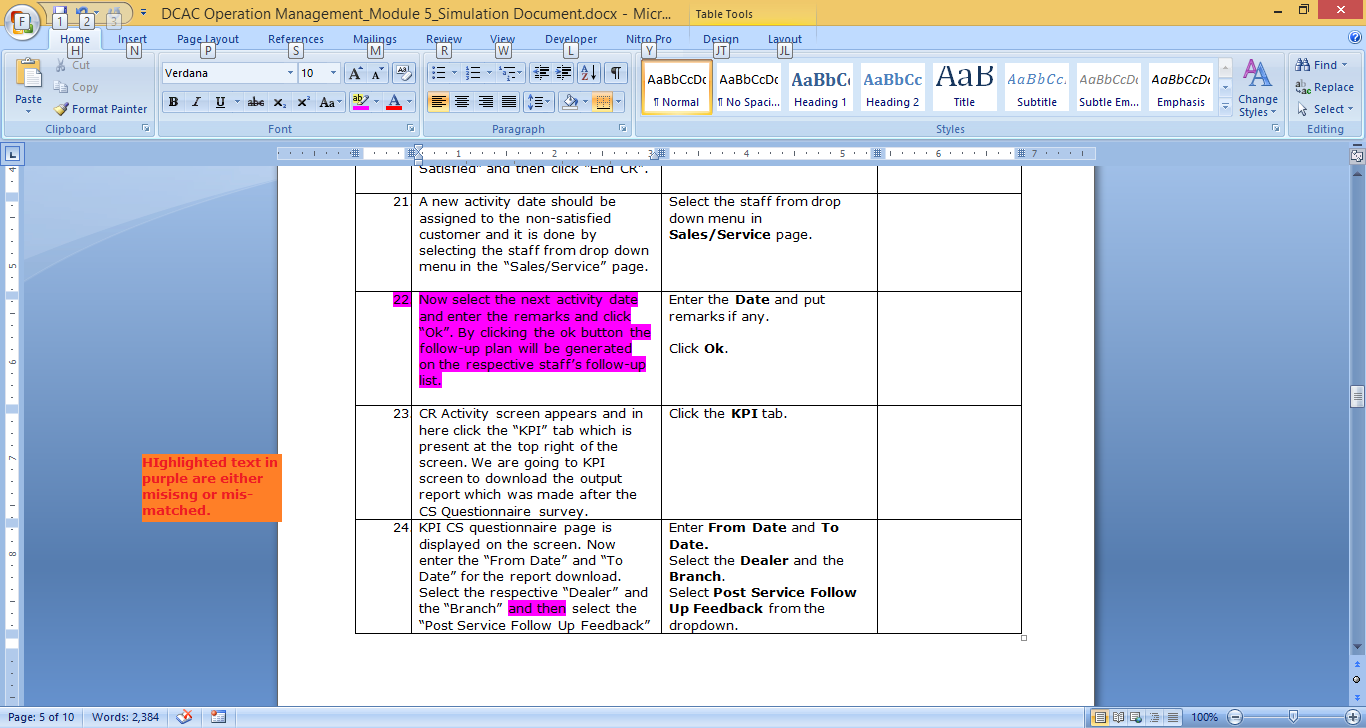 DCAC Operation Management_Module 5_Simulation Document.docx - Micr...
Table Tools
F
1
2
3
Home
Insert
Page Layout
References
Mailings
Review
View
Developer
Nitro Pro
Design
Layout
H
N
P
S
M
R
W
L
Y
JT
JL
Paste
Cut
Copy
Format Painter
Clipboard
Verdana
10
Font
Paragraph
AaBbCcDc
¶ Normal
AaBbCcDc
¶ No Spaci...
AaBbC
Heading 1
AaBbCc
Heading 2
AaB
Title
AaBbCc.
Subtitle
AaBbCcDc
Subtle Em...
AaBbCcDc
Emphasis
Change
Styles
Styles
Find
Replace
Select
Editing
1 2 3 4 5 6 7
Satisfied” and then click “End CR”.
21 A new activity date should be
assigned to the non-satisfied
customer and it is done by
selecting the staff from drop down
menu in the “Sales/Service” page.
Select the staff from drop
down menu in
Sales/Service page.
22 Now select the next activity date
and enter the remarks and click
“Ok”. By clicking the ok button the
follow-up plan will be generated
on the respective staff’s follow-up
list.
Enter the Date and put
remarks if any.
Click Ok.
23 CR Activity screen appears and in
here click the “KPI” tab which is
present at the top right of the
screen. We are going to KPI
screen to download the output
report which was made after the
CS Questionnaire survey.
Click the KPI tab.
HIghlighted text in
purple are either
misisng or mis-
matched.
24 KPI CS questionnaire page is
displayed on the screen. Now
enter the “From Date” and “To
Date” for the report download.
Select the respective “Dealer” and
the “Branch” and then select the
“Post Service Follow Up Feedback”
Enter From Date and To
Date.
Select the Dealer and the
Branch.
Select Post Service Follow
Up Feedback from the
dropdown.
4
5
6
7
8
Page: 5 of 10
Words: 2,384
100%